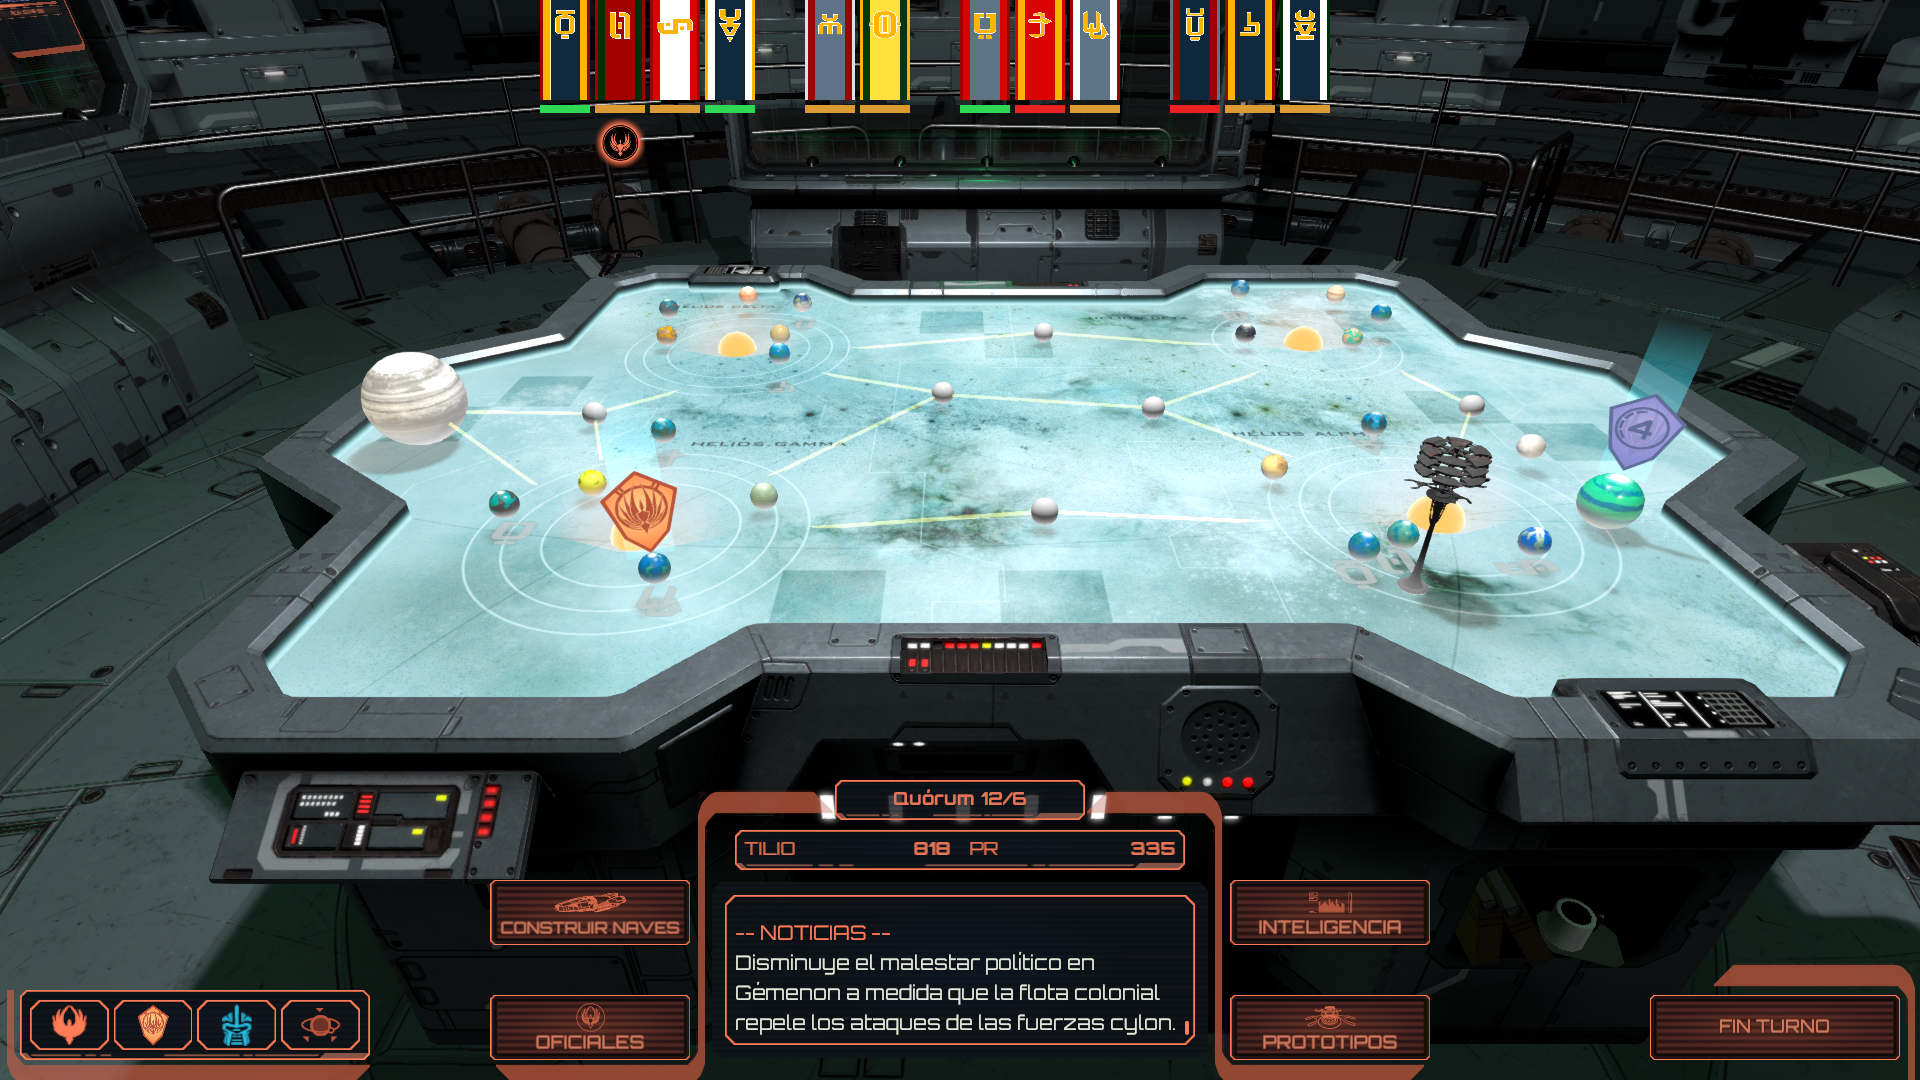 HELIOS DELTA
HELIOS GAMMA
HELIOS ALPHA
4
Quórum 12/6
TILIO 818 PR 335
CONSTRUIR NAVES
INTELIGENCIA
-- NOTICIAS --
Disminuye el malestar político en
Gémenon a medida que la flota colonial
repele los ataques de las fuerzas cylon.
OFICIALES
PROTOTIPOS
FIN TURNO